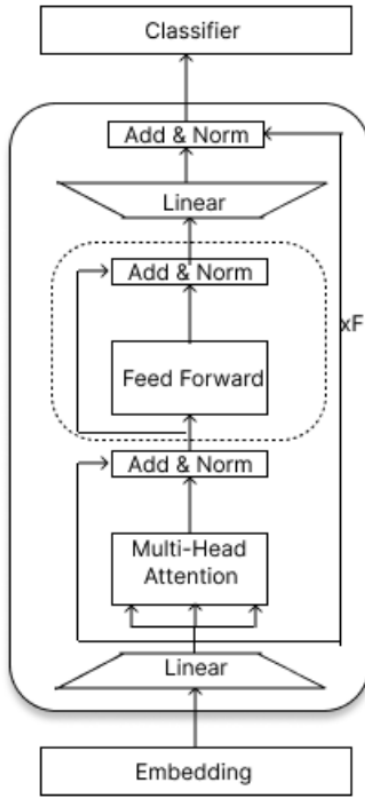 Classifier
Add & Norm
Linear
Add & Norm
xF
Feed Forward
Add & Norm
Multi-Head
Attention
Linear
Embedding